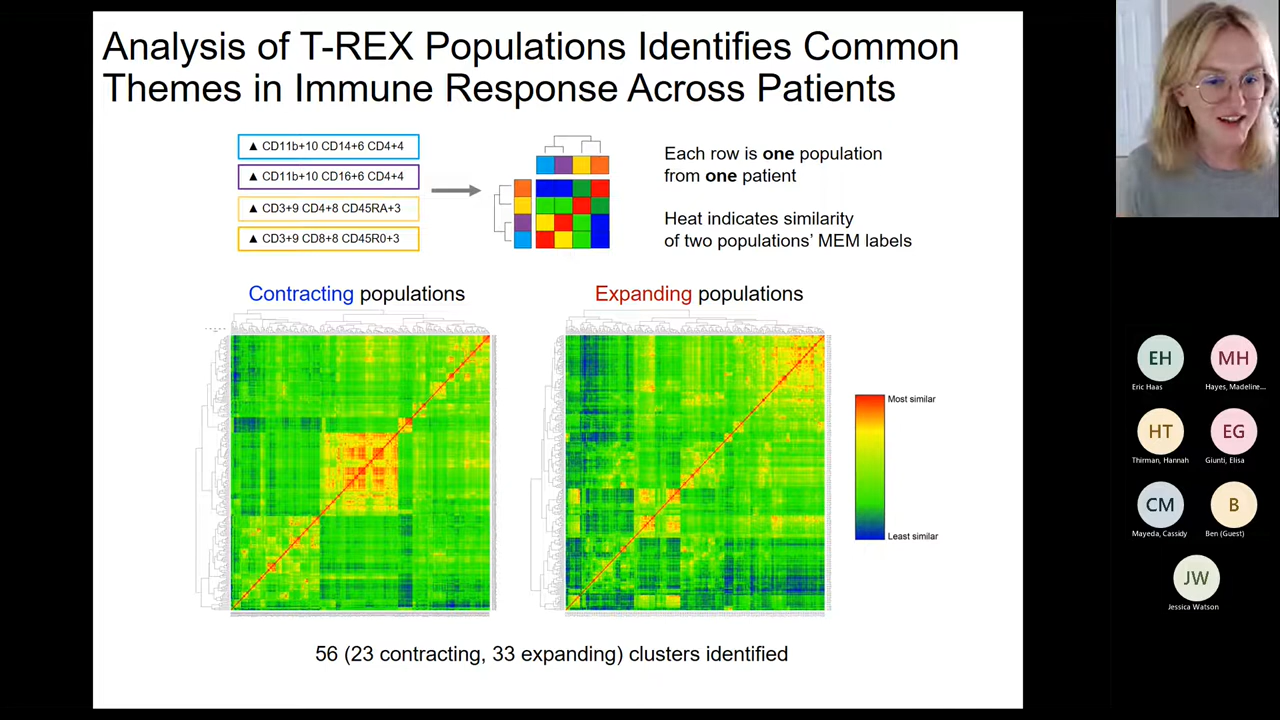 Analysis of T-REX Populations Identifies Common
Themes in Immune Response Across Patients
▲ CD11b+10 CD14+6 CD4+4
▲ CD11b+10 CD16+6 CD4+4
▲ CD3+9 CD4+8 CD45RA+3
▲ CD3+9 CD8+8 CD45R0+3
Each row is one population
from one patient
Heat indicates similarity
of two populations' MEM labels
Contracting populations
Expanding populations
Most similar
Least similar
56 (23 contracting, 33 expanding) clusters identified
EH
Eric Haas
MH
Hayes, Madeline...
HT
Thirman, Hannah
EG
Giunti, Elisa
CM
Mayeda, Cassidy
B
Ben (Guest)
JW
Jessica Watson